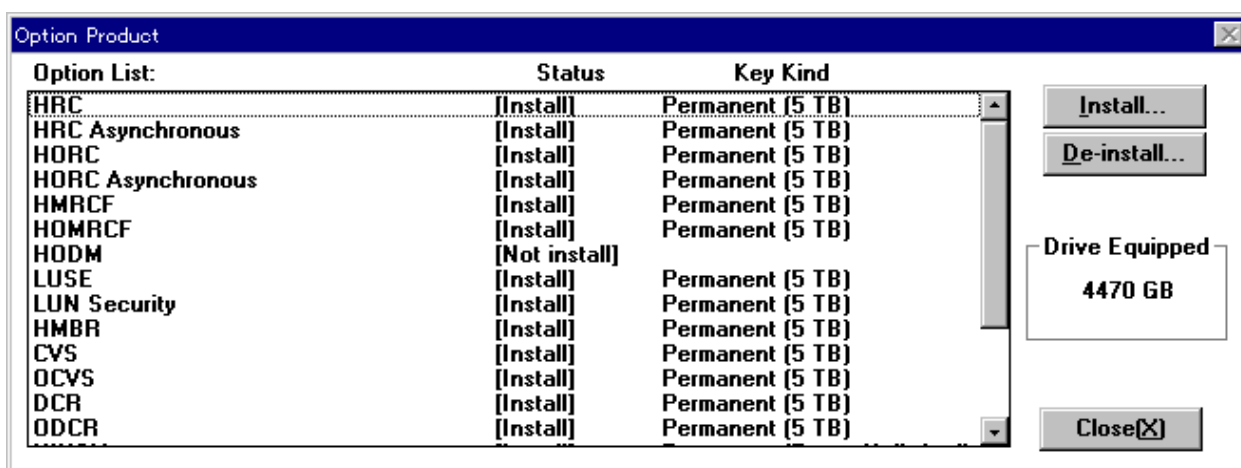 Option Product
Option List: Status Key Kind
HRC [Install] Permanent (5 TB)
HRC Asynchronous [Install] Permanent (5 TB)
HORC [Install] Permanent (5 TB)
HORC Asynchronous [Install] Permanent (5 TB)
HMRCF [Install] Permanent (5 TB)
HOMRCF [Install] Permanent (5 TB)
HODM [Not install]
LUSE [Install] Permanent (5 TB)
LUN Security [Install] Permanent (5 TB)
HMBR [Install] Permanent (5 TB)
CVS [Install] Permanent (5 TB)
OCVS [Install] Permanent (5 TB)
DCR [Install] Permanent (5 TB)
ODCR [Install] Permanent (5 TB)
Install...
De-install...
Drive Equipped
4470 GB
Close(X)